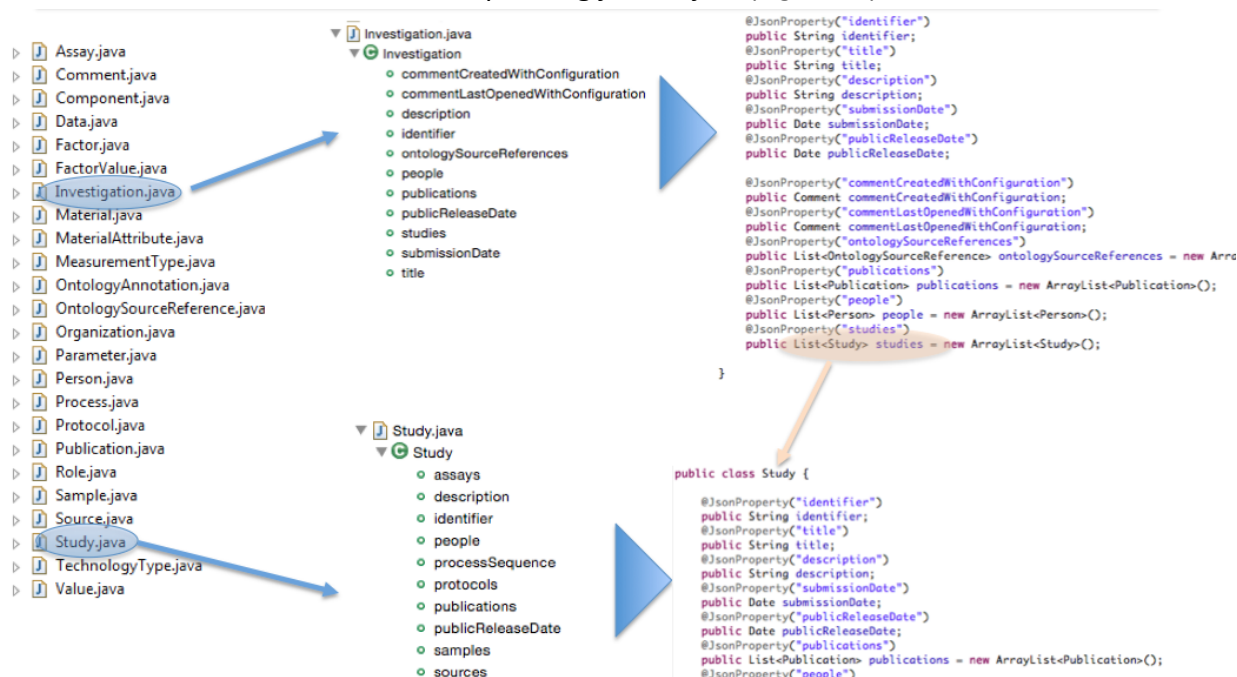 Assay.java
Comment.java
Component.java
Data.java
Factor.java
FactorValue.java
Investigation.java
Material.java
MaterialAttribute.java
MeasurementType.java
OntologyAnnotation.java
OntologySourceReference.java
Organization.java
Parameter.java
Person.java
Process.java
Protocol.java
Publication.java
Role.java
Sample.java
Source.java
Study.java
TechnologyType.java
Value.java
Investigation.java
Investigation
commentCreatedWithConfiguration
commentLastOpenedWithConfiguration
description
identifier
ontologySourceReferences
people
publications
publicReleaseDate
studies
submissionDate
title
@JsonProperty("identifier")
public String identifier;
@JsonProperty("title")
public String title;
@JsonProperty("description")
public String description;
@JsonProperty("submissionDate")
public Date submissionDate;
@JsonProperty("publicReleaseDate")
public Date publicReleaseDate;
@JsonProperty("commentCreatedWithConfiguration")
public Comment commentCreatedWithConfiguration;
@JsonProperty("commentLastOpenedWithConfiguration")
public Comment commentLastOpenedWithConfiguration;
@JsonProperty("ontologySourceReferences")
public List<OntologySourceReference> ontologySourceReferences = new Arra
@JsonProperty("publications")
public List<Publication> publications = new ArrayList<Publication>();
@JsonProperty("people")
public List<Person> people = new ArrayList<Person>();
@JsonProperty("studies")
public List<Study> studies = new ArrayList<Study>();
}
Study.java
Study
assays
description
identifier
people
processSequence
protocols
publications
publicReleaseDate
samples
sources
public class Study {
@JsonProperty("identifier")
public String identifier;
@JsonProperty("title")
public String title;
@JsonProperty("description")
public String description;
@JsonProperty("submissionDate")
public Date submissionDate;
@JsonProperty("publicReleaseDate")
public Date publicReleaseDate;
@JsonProperty("publications")
public List<Publication> publications = new ArrayList<Publication>();
@JsonProperty("people")